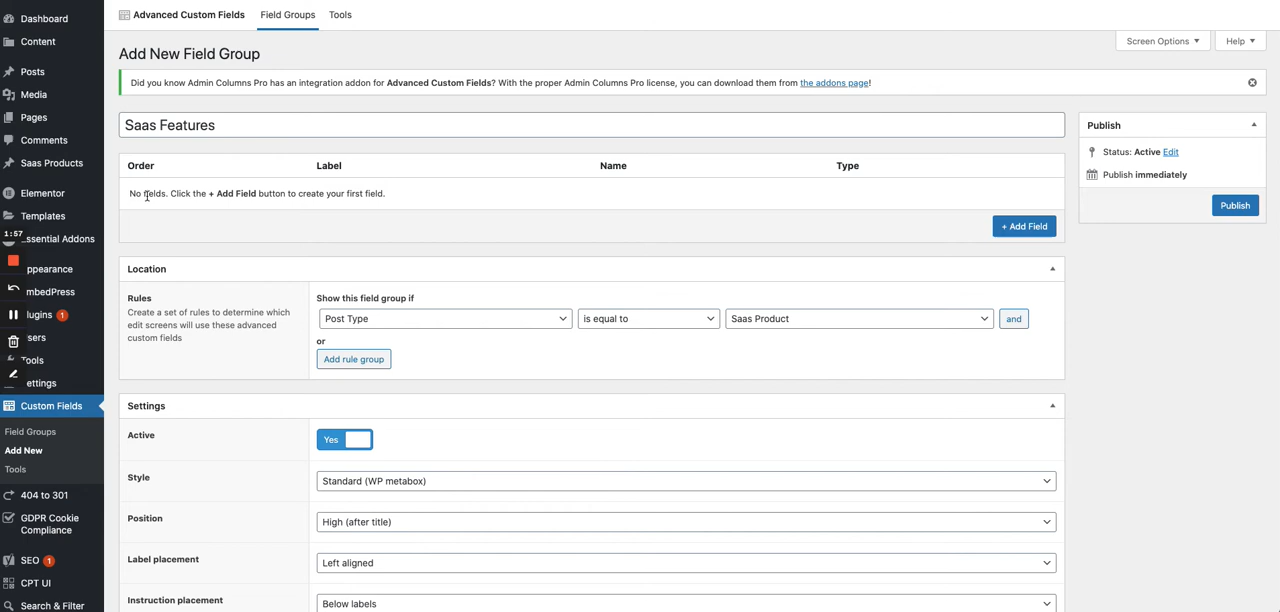 Dashboard
Content
Posts
Media
Pages
Comments
Saas Products
Elementor
Templates
1:57
ssential Addons
ppearance
mbedPress
lugins 1
sers
Tools
ettings
Custom Fields
Field Groups
Add New
Tools
404 to 301
GDPR Cookie
Compliance
SEO 1
CPT UI
Search & Filter
Advanced Custom Fields Field Groups Tools
Screen Options Help
Add New Field Group
Did you know Admin Columns Pro has an integration addon for Advanced Custom Fields? With the proper Admin Columns Pro license, you can download them from the addons page!
Saas Features
Order Label Name Type
No fields. Click the + Add Field button to create your first field.
+ Add Field
Location
Rules
Create a set of rules to determine which
edit screens will use these advanced
custom fields
Show this field group if
Post Type is equal to Saas Product and
or
Add rule group
Settings
Active
Yes
Style
Standard (WP metabox)
Position
High (after title)
Label placement
Left aligned
Instruction placement
Below labels
Publish
Status: Active Edit
Publish immediately
Publish